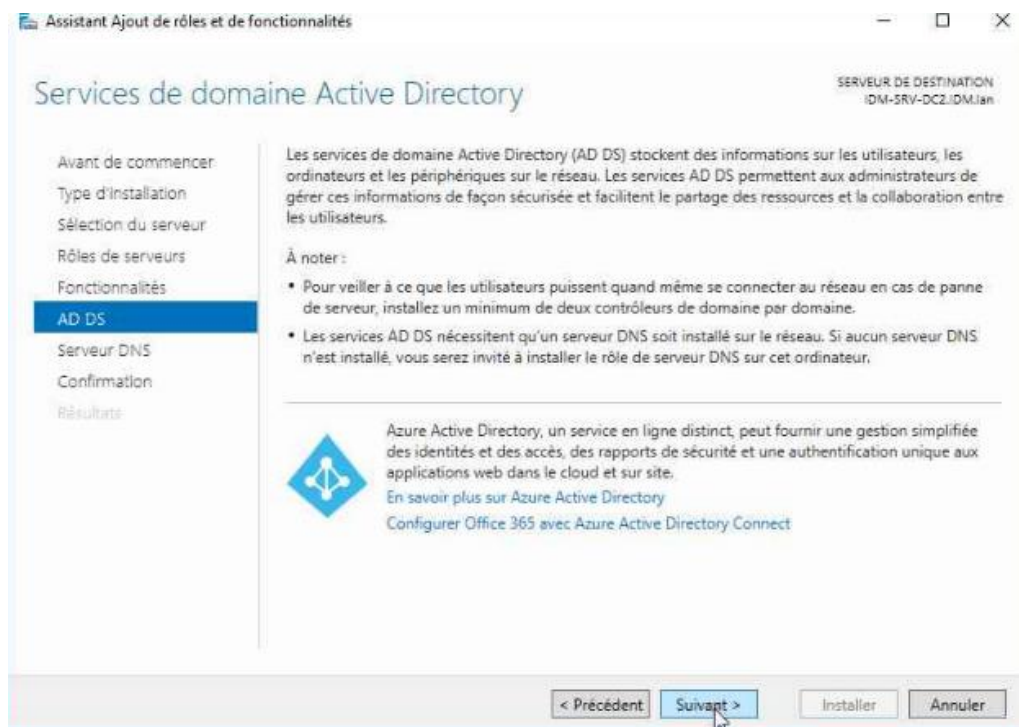 Assistant Ajout de rôles et de fonctionnalités
Services de domaine Active Directory
SERVEUR DE DESTINATION
IDM-SRV-DC2.IDM.lan
Avant de commencer
Type d'installation
Sélection du serveur
Rôles de serveurs
Fonctionnalités
AD DS
Serveur DNS
Confirmation
Résultats
Les services de domaine Active Directory (AD DS) stockent des informations sur les utilisateurs, les
ordinateurs et les périphériques sur le réseau. Les services AD DS permettent aux administrateurs de
gérer ces informations de façon sécurisée et facilitent le partage des ressources et la collaboration entre
les utilisateurs.
À noter :
• Pour veiller à ce que les utilisateurs puissent quand même se connecter au réseau en cas de panne
de serveur, installez un minimum de deux contrôleurs de domaine par domaine.
• Les services AD DS nécessitent qu'un serveur DNS soit installé sur le réseau. Si aucun serveur DNS
n'est installé, vous serez invité à installer le rôle de serveur DNS sur cet ordinateur.
Azure Active Directory, un service en ligne distinct, peut fournir une gestion simplifiée
des identités et des accès, des rapports de sécurité et une authentification unique aux
applications web dans le cloud et sur site.
En savoir plus sur Azure Active Directory
Configurer Office 365 avec Azure Active Directory Connect
< Précédent
Suivant >
Installer
Annuler